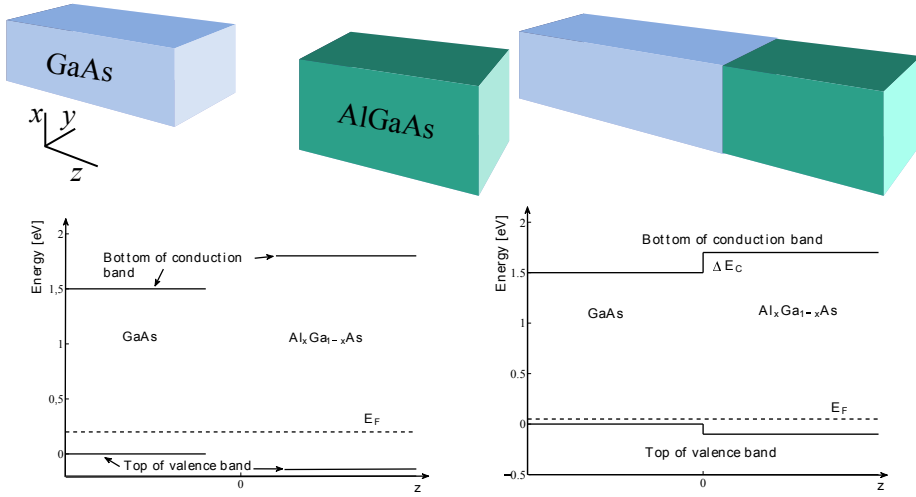 GaAs
x
y
z
AlGaAs
Energy [eV]
2
1.5
1
0,5
0
Bottom of conduction
band
GaAs
AlxGa1−xAs
EF
Top of valence band
0
z
Energy [eV]
2
1.5
1
0.5
0
−0.5
Bottom of conduction band
Δ EC
GaAs
AlxGa1−xAs
EF
Top of valence band
0
z